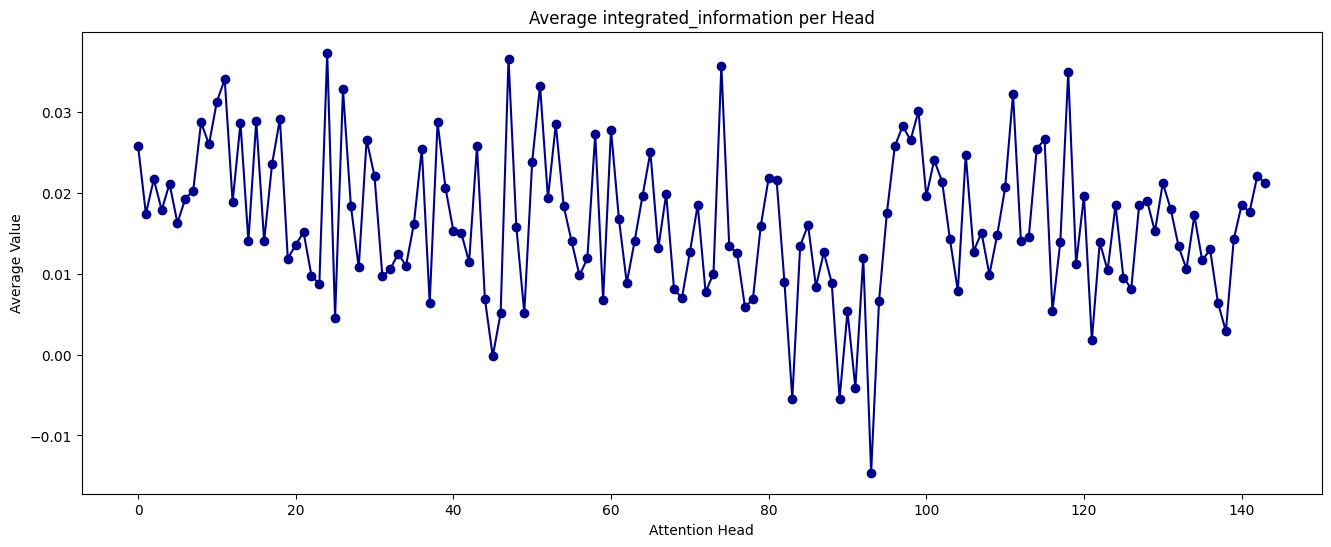 Average integrated_information per Head
Average Value
0.03
0.02
0.01
0.00
−0.01
0 20 40 60 80 100 120 140
Attention Head